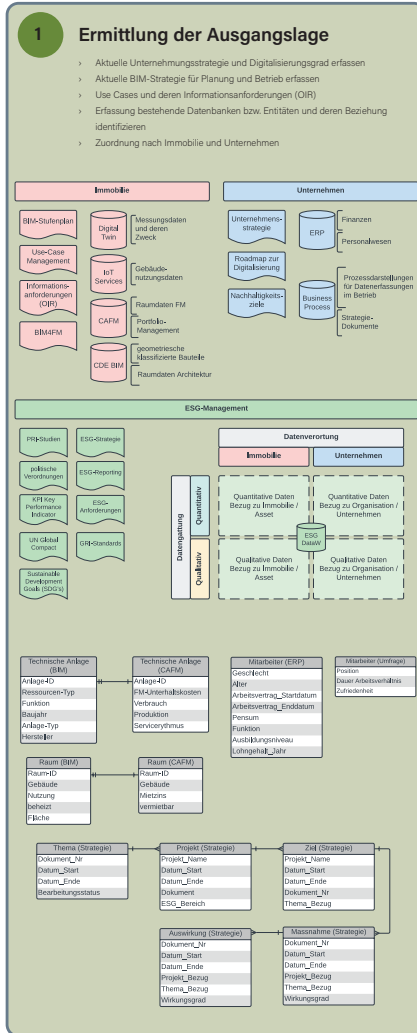 1
Ermittlung der Ausgangslage
› Aktuelle Unternehmungsstrategie und Digitalisierungsgrad erfassen
› Aktuelle BIM-Strategie für Planung und Betrieb erfassen
› Use Cases und deren Informationsanforderungen (OIR)
› Erfassung bestehende Datenbanken bzw. Entitäten und deren Beziehung
identifizieren
› Zuordnung nach Immobilie und Unternehmen
Immobilie
BIM-Stufenplan
Use-Case
Management
Informations-
anforderungen
(OIR)
BIM4FM
Digital
Twin
Messungsdaten
und deren
Zweck
IoT
Services
Gebäude-
nutzungsdaten
CAFM
Raumdaten FM
Portfolio-
Management
CDE BIM
geometriesche
klassifizierte Bauteile
Raumdaten Architektur
Unternehmen
Unternehmens-
strategie
Roadmap zur
Digitalisierung
Nachhaltigkeits-
ziele
ERP
Finanzen
Personalwesen
Business
Process
Prozessdarstellungen
für Datenerfassungen
im Betrieb
Strategie-
Dokumente
ESG-Management
PRI-Studien
politische
Verordnungen
KPI Key
Performance
Indicator
UN Global
Compact
Sustainable
Development
Goals (SDG's)
ESG-Strategie
ESG-Reporting
ESG-
Anforderungen
GRI-Standards
Datenverortung
Immobilie
Unternehmen
Datengattung
Quantitativ
Qualitativ
Quantitative Daten
Bezug zu Immobilie /
Asset
Quantitative Daten
Bezug zu Organisation /
Unternehmen
ESG
DataW
Qualitative Daten
Bezug zu Immobilie /
Asset
Qualitative Daten
Bezug zu Organisation /
Unternehmen
Technische Anlage
(BIM)
Anlage-ID
Ressourcen-Typ
Funktion
Baujahr
Anlage-Typ
Hersteller
Technische Anlage
(CAFM)
Anlage-ID
FM-Unterhaltskosten
Verbrauch
Produktion
Servicerythmus
Mitarbeiter (ERP)
Geschlecht
Alter
Arbeitsvertrag_Startdatum
Arbeitsvertrag_Enddatum
Pensum
Funktion
Ausbildungsniveau
Lohngehalt_Jahr
Mitarbeiter (Umfrage)
Position
Dauer Arbeitsverhältnis
Zufriedenheit
Raum (BIM)
Raum-ID
Gebäude
Nutzung
beheizt
Fläche
Raum (CAFM)
Raum-ID
Gebäude
Mietzins
vermietbar
Thema (Strategie)
Dokument_Nr
Datum_Start
Datum_Ende
Bearbeitungsstatus
Projekt (Strategie)
Projekt_Name
Datum_Start
Datum_Ende
Dokument
ESG_Bereich
Ziel (Strategie)
Projekt_Name
Datum_Start
Datum_Ende
Dokument_Nr
Thema_Bezug
Auswirkung (Strategie)
Dokument_Nr
Datum_Start
Datum_Ende
Projekt_Bezug
Thema_Bezug
Wirkungsgrad
Massnahme (Strategie)
Dokument_Nr
Datum_Start
Datum_Ende
Projekt_Bezug
Thema_Bezug
Wirkungsgrad